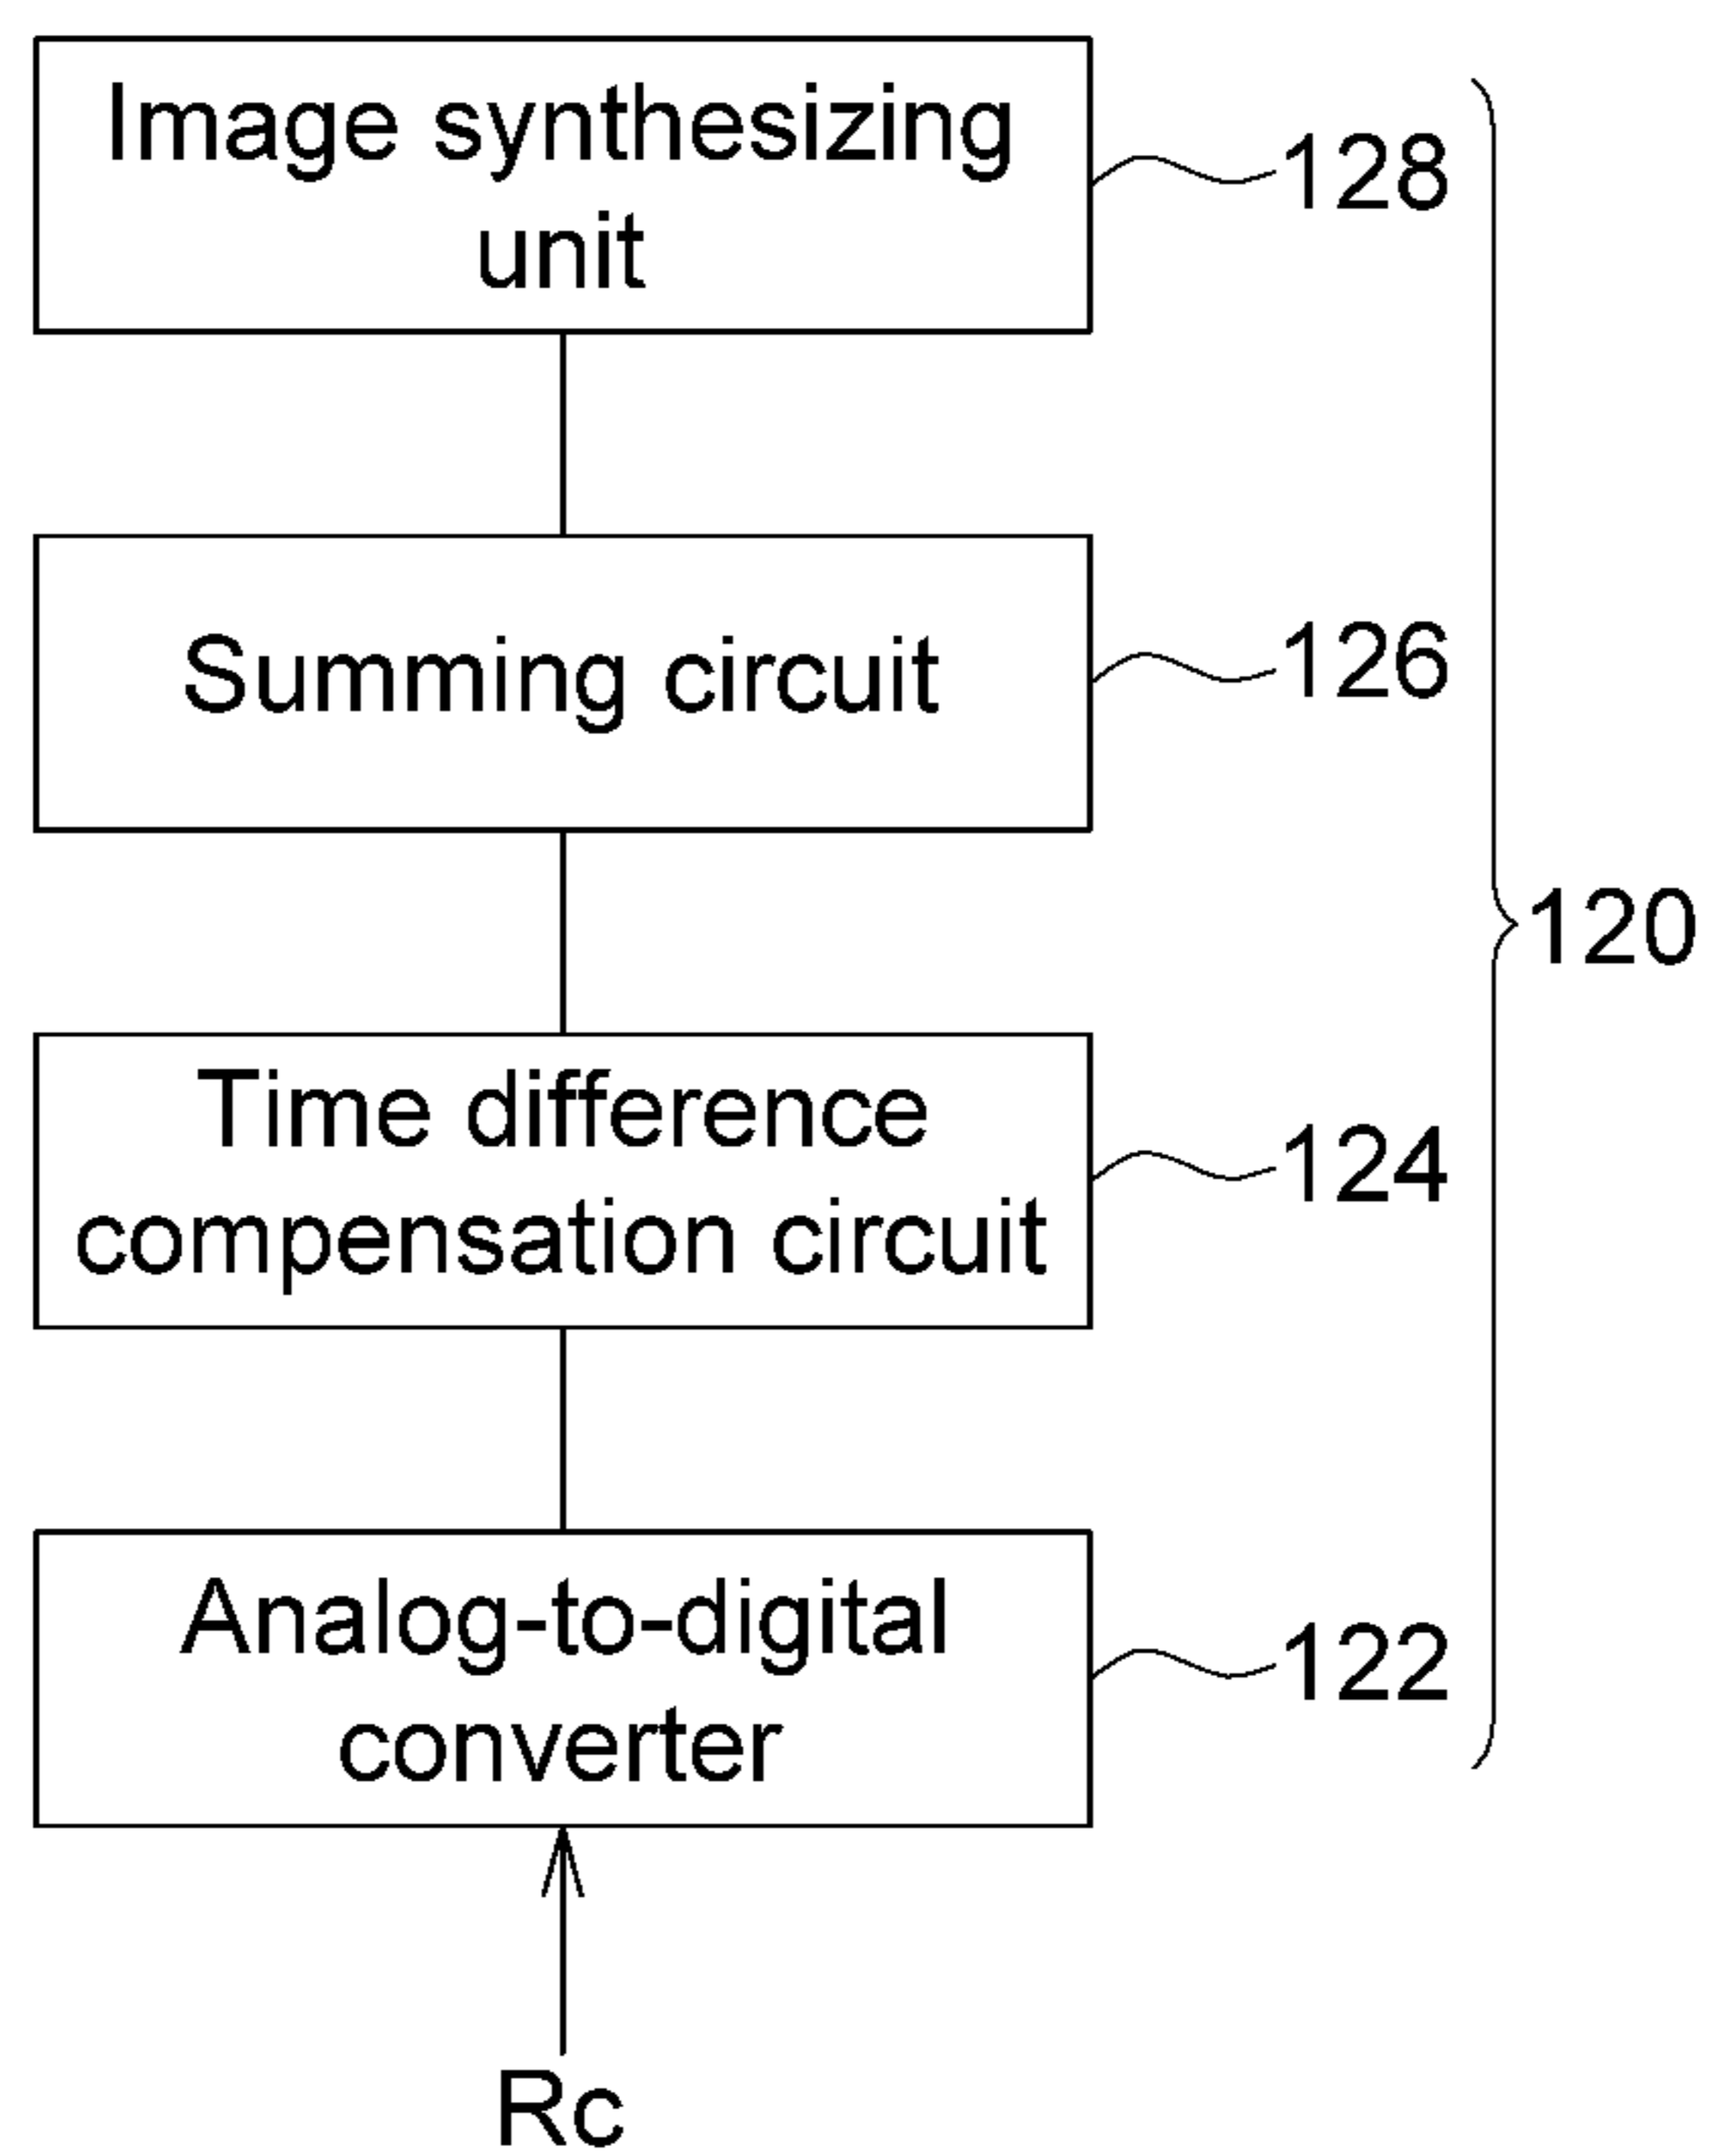 Image synthesizing
unit
128
Summing circuit
126
120
Time difference
compensation circuit
124
Analog-to-digital
converter
122
Rc